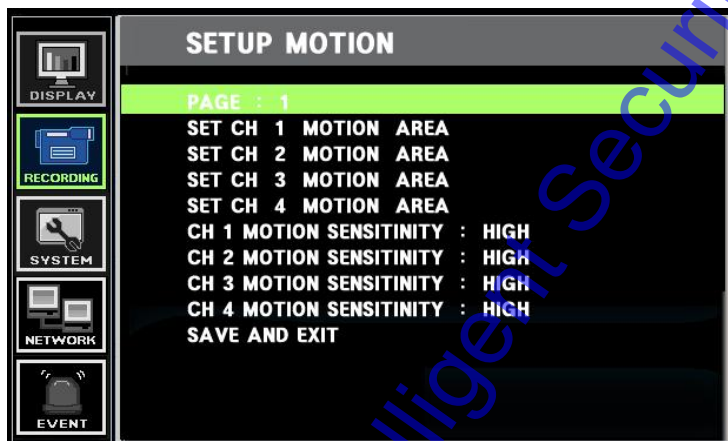 SETUP MOTION
DISPLAY
RECORDING
SYSTEM
NETWORK
EVENT
PAGE : 1
SET CH 1 MOTION AREA
SET CH 2 MOTION AREA
SET CH 3 MOTION AREA
SET CH 4 MOTION AREA
CH 1 MOTION SENSITINITY : HIGH
CH 2 MOTION SENSITINITY : HIGH
CH 3 MOTION SENSITINITY : HIGH
CH 4 MOTION SENSITINITY : HIGH
SAVE AND EXIT